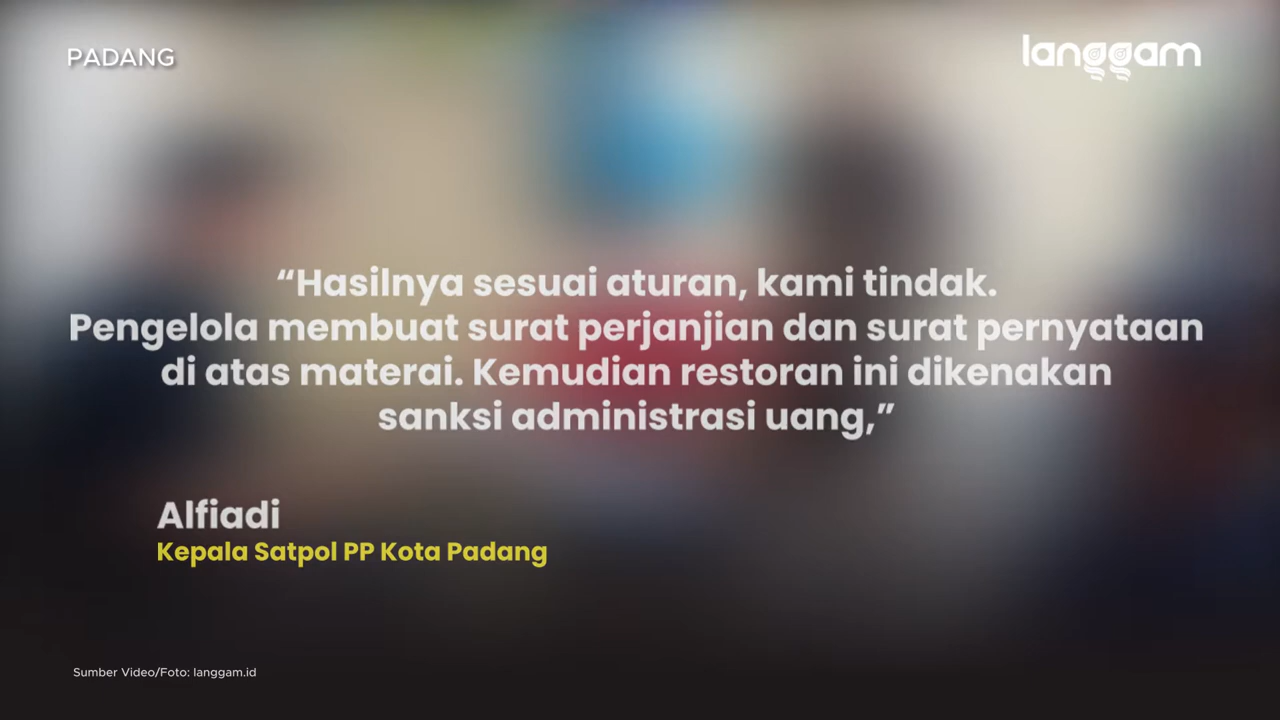 PADANG
langgam
“Hasilnya sesuai aturan, kami tindak.
Pengelola membuat surat perjanjian dan surat pernyataan
di atas materai. Kemudian restoran ini dikenakan
sanksi administrasi uang,”
Alfiadi
Kepala Satpol PP Kota Padang
Sumber Video/Foto: langgam.id